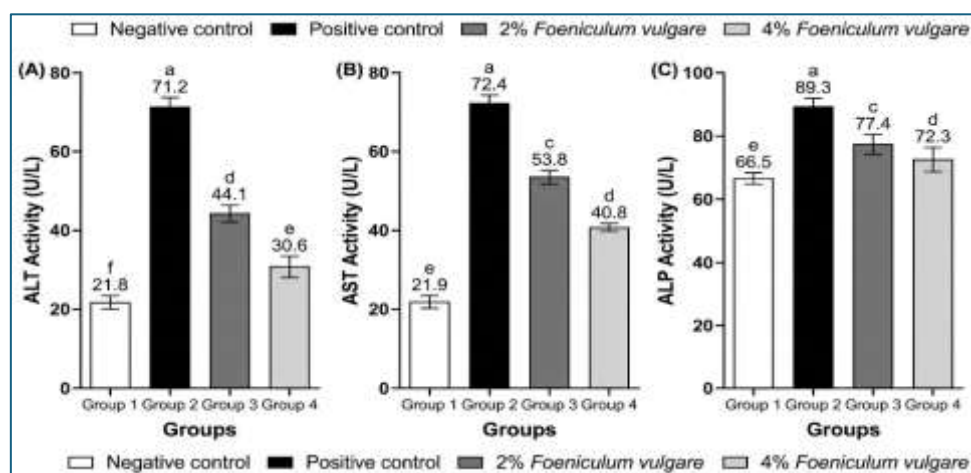 Negative control Positive control 2% Foeniculum vulgare 4% Foeniculum vulgare
(A)
ALT Activity (U/L)
80
60
40
20
0
f
21.8
a
71.2
d
44.1
e
30.6
Group 1 Group 2 Group 3 Group 4
Groups
(B)
AST Activity (U/L)
80
60
40
20
0
e
21.9
a
72.4
c
53.8
d
40.8
Group 1 Group 2 Group 3 Group 4
Groups
(C)
ALP Activity (U/L)
100
80
60
40
20
0
e
66.5
a
89.3
c
77.4
d
72.3
Group 1 Group 2 Group 3 Group 4
Groups
Negative control Positive control 2% Foeniculum vulgare 4% Foeniculum vulgare